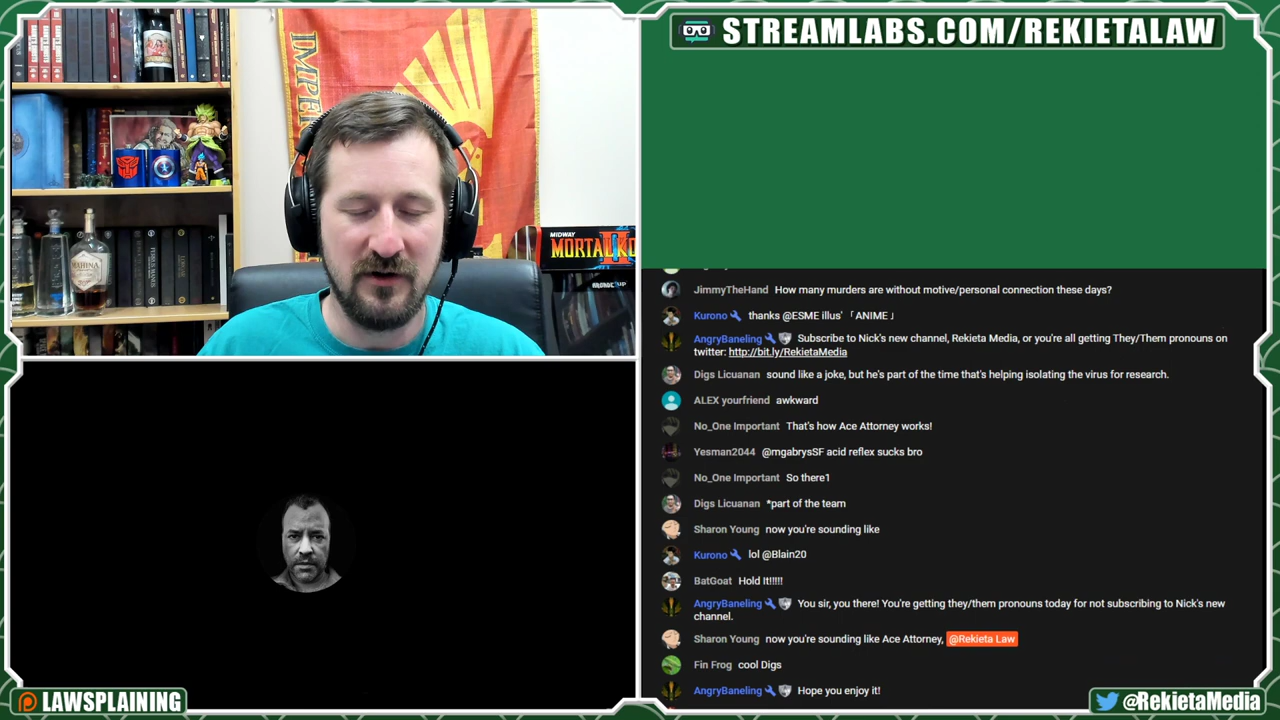 STREAMLABS.COM/REKIETALAW
IMPER
MAHINA
MIDWAY
MORTAL KO
II
ARCADE1UP
JimmyTheHand How many murders are without motive/personal connection these days?
Kurono thanks @ESME illus' 「ANIME」
AngryBaneling Subscribe to Nick's new channel, Rekieta Media, or you're all getting They/Them pronouns on
twitter: http://bit.ly/RekietaMedia
Digs Licuanan sound like a joke, but he's part of the time that's helping isolating the virus for research.
ALEX yourfriend awkward
No_One Important That's how Ace Attorney works!
Yesman2044 @mgabrysSF acid reflex sucks bro
No_One Important So there1
Digs Licuanan *part of the team
Sharon Young now you're sounding like
Kurono lol @Blain20
BatGoat Hold It!!!!!
AngryBaneling You sir, you there! You're getting they/them pronouns today for not subscribing to Nick's new
channel.
Sharon Young now you're sounding like Ace Attorney, @Rekieta Law
Fin Frog cool Digs
AngryBaneling Hope you enjoy it!
LAWSPLAINING
@RekietaMedia